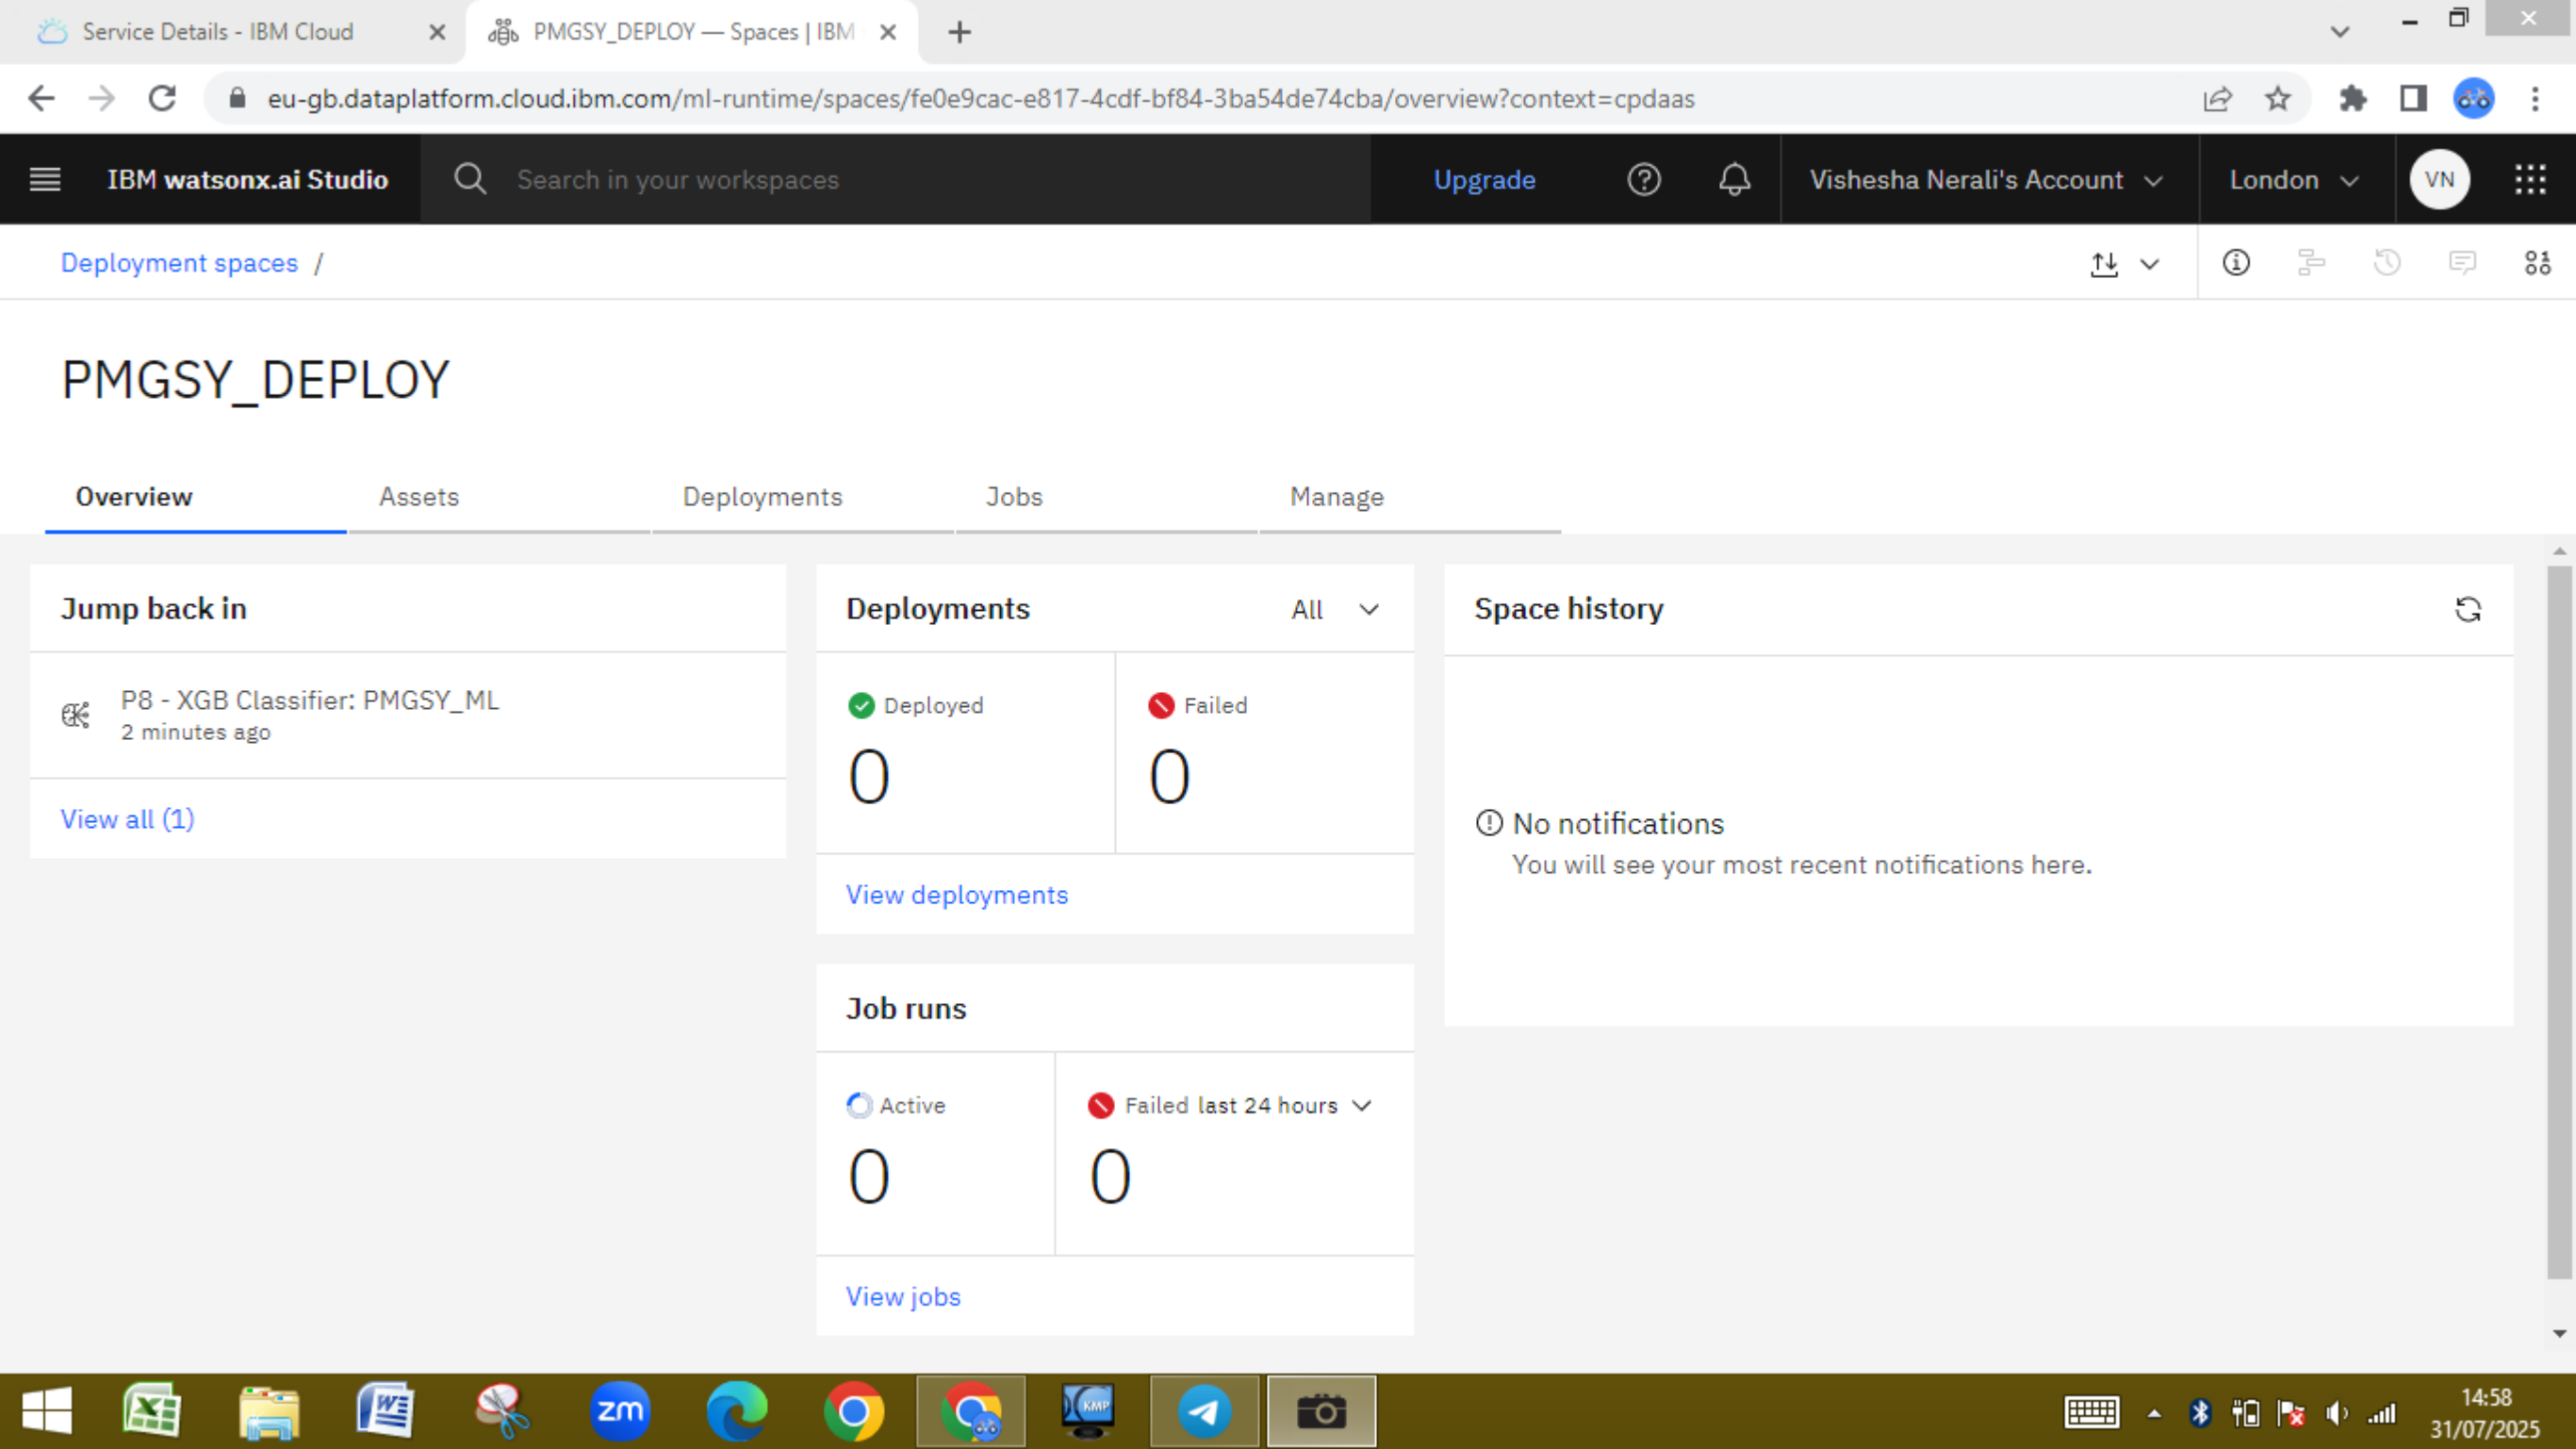 Service Details - IBM Cloud
PMGSY_DEPLOY — Spaces | IBM
eu-gb.dataplatform.cloud.ibm.com/ml-runtime/spaces/fe0e9cac-e817-4cdf-bf84-3ba54de74cba/overview?context=cpdaas
IBM watsonx.ai Studio
Search in your workspaces
Upgrade
Vishesha Nerali's Account
London
VN
Deployment spaces /
PMGSY_DEPLOY
Overview
Assets
Deployments
Jobs
Manage
Jump back in
P8 - XGB Classifier: PMGSY_ML
2 minutes ago
View all (1)
Deployments
All
Deployed
Failed
0
0
View deployments
Job runs
Active
Failed last 24 hours
0
0
View jobs
Space history
No notifications
You will see your most recent notifications here.
zm
KMP
14:58
31/07/2025